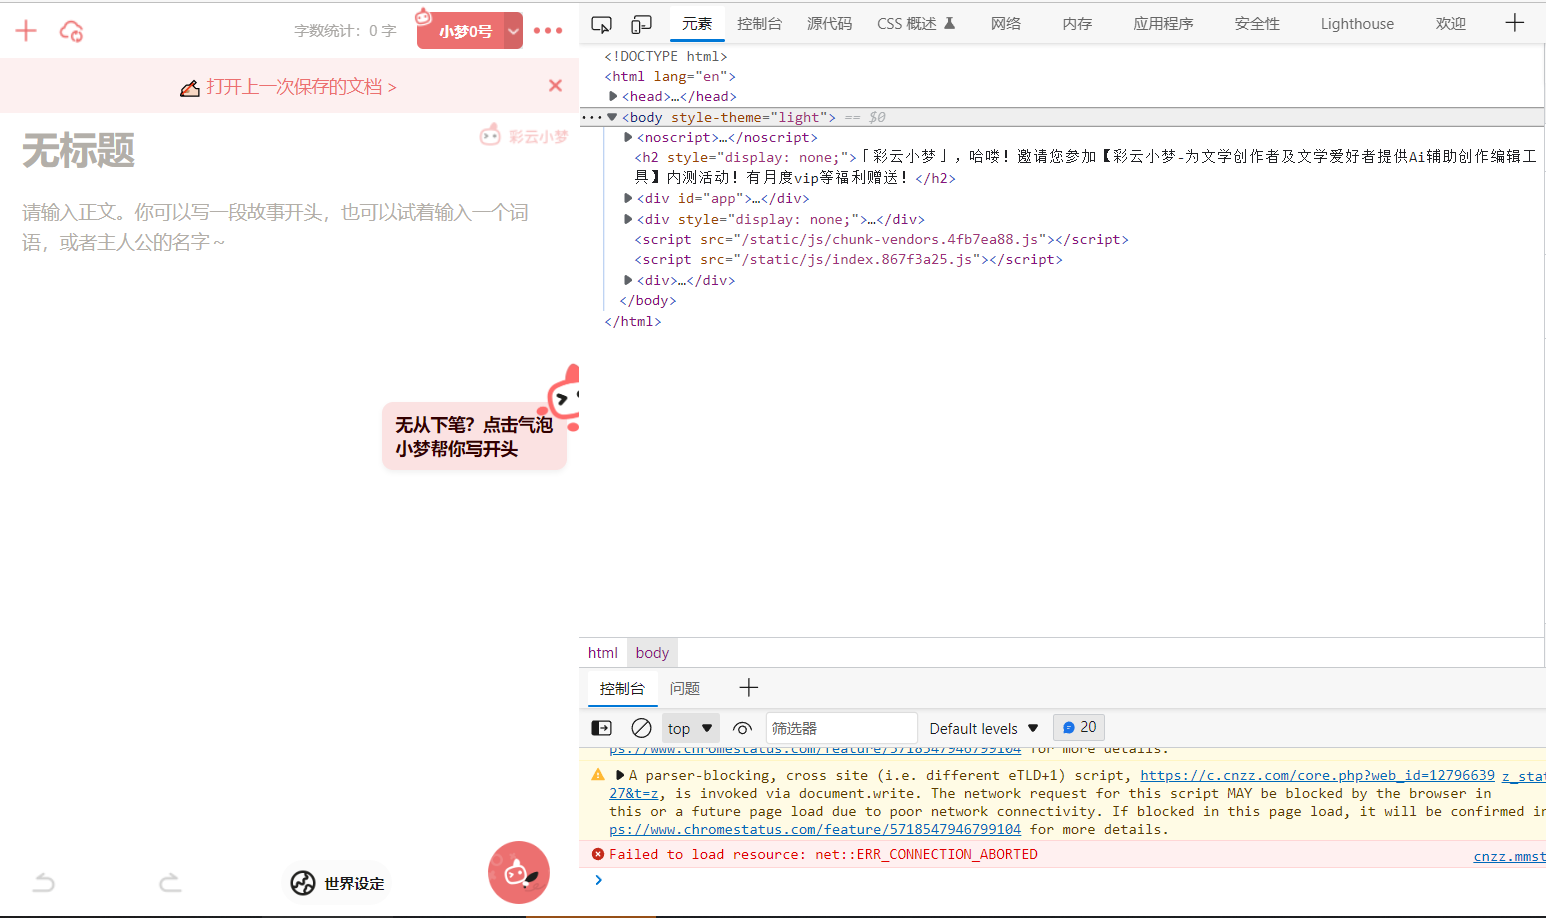 字数统计：0 字
小梦0号
打开上一次保存的文档 >
无标题
彩云小梦
请输入正文。你可以写一段故事开头，也可以试着输入一个词
语，或者主人公的名字～
无从下笔？点击气泡
小梦帮你写开头
世界设定
元素 控制台 源代码 CSS 概述 网络 内存 应用程序 安全性 Lighthouse 欢迎
<!DOCTYPE html>
<html lang="en">
<head>…</head>
<body style-theme="light"> == $0
<noscript>…</noscript>
<h2 style="display: none;">「彩云小梦」，哈喽！邀请您参加【彩云小梦-为文学创作者及文学爱好者提供Ai辅助创作编辑工
具】内测活动！有月度vip等福利赠送！</h2>
<div id="app">…</div>
<div style="display: none;">…</div>
<script src="/static/js/chunk-vendors.4fb7ea88.js"></script>
<script src="/static/js/index.867f3a25.js"></script>
<div>…</div>
</body>
</html>
html body
控制台 问题
top 筛选器 Default levels 20
ps://www.chromestatus.com/feature/5718547946799104 for more details.
A parser-blocking, cross site (i.e. different eTLD+1) script, https://c.cnzz.com/core.php?web_id=12796639 z_stat
27&t=z, is invoked via document.write. The network request for this script MAY be blocked by the browser in
this or a future page load due to poor network connectivity. If blocked in this page load, it will be confirmed in
ps://www.chromestatus.com/feature/5718547946799104 for more details.
Failed to load resource: net::ERR_CONNECTION_ABORTED
cnzz.mmst